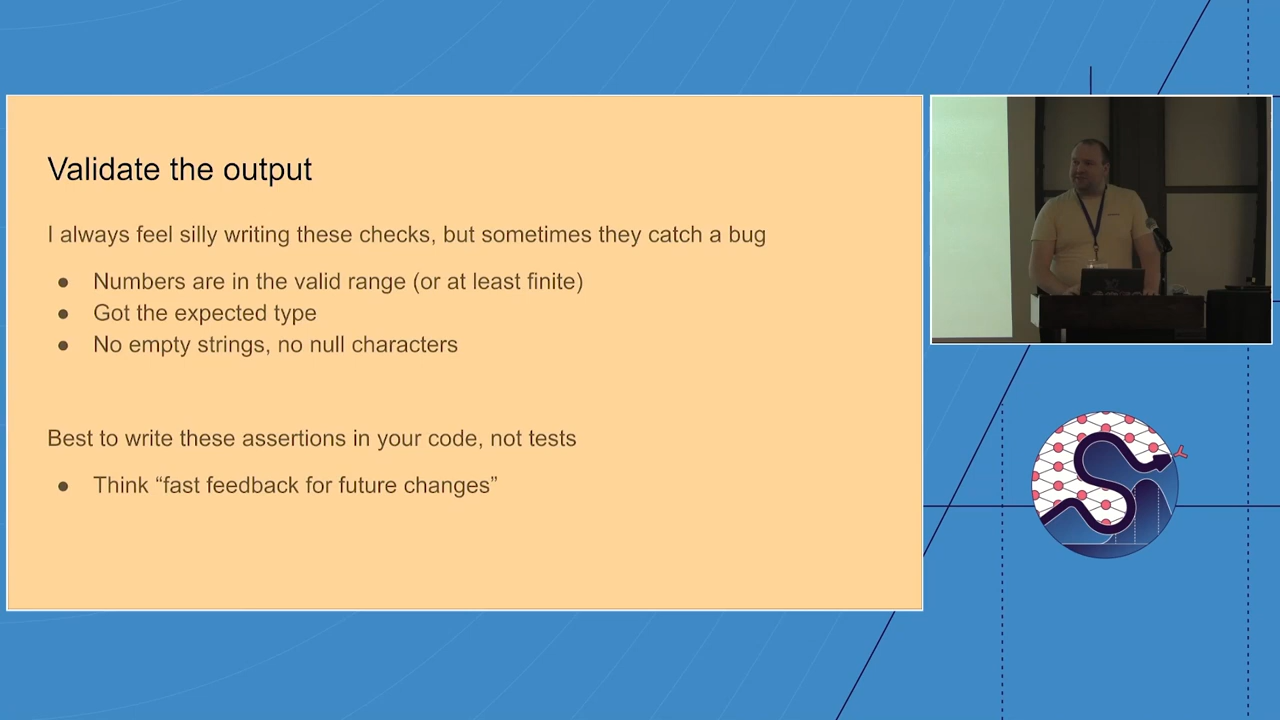 Validate the output
I always feel silly writing these checks, but sometimes they catch a bug
● Numbers are in the valid range (or at least finite)
● Got the expected type
● No empty strings, no null characters
Best to write these assertions in your code, not tests
● Think “fast feedback for future changes”